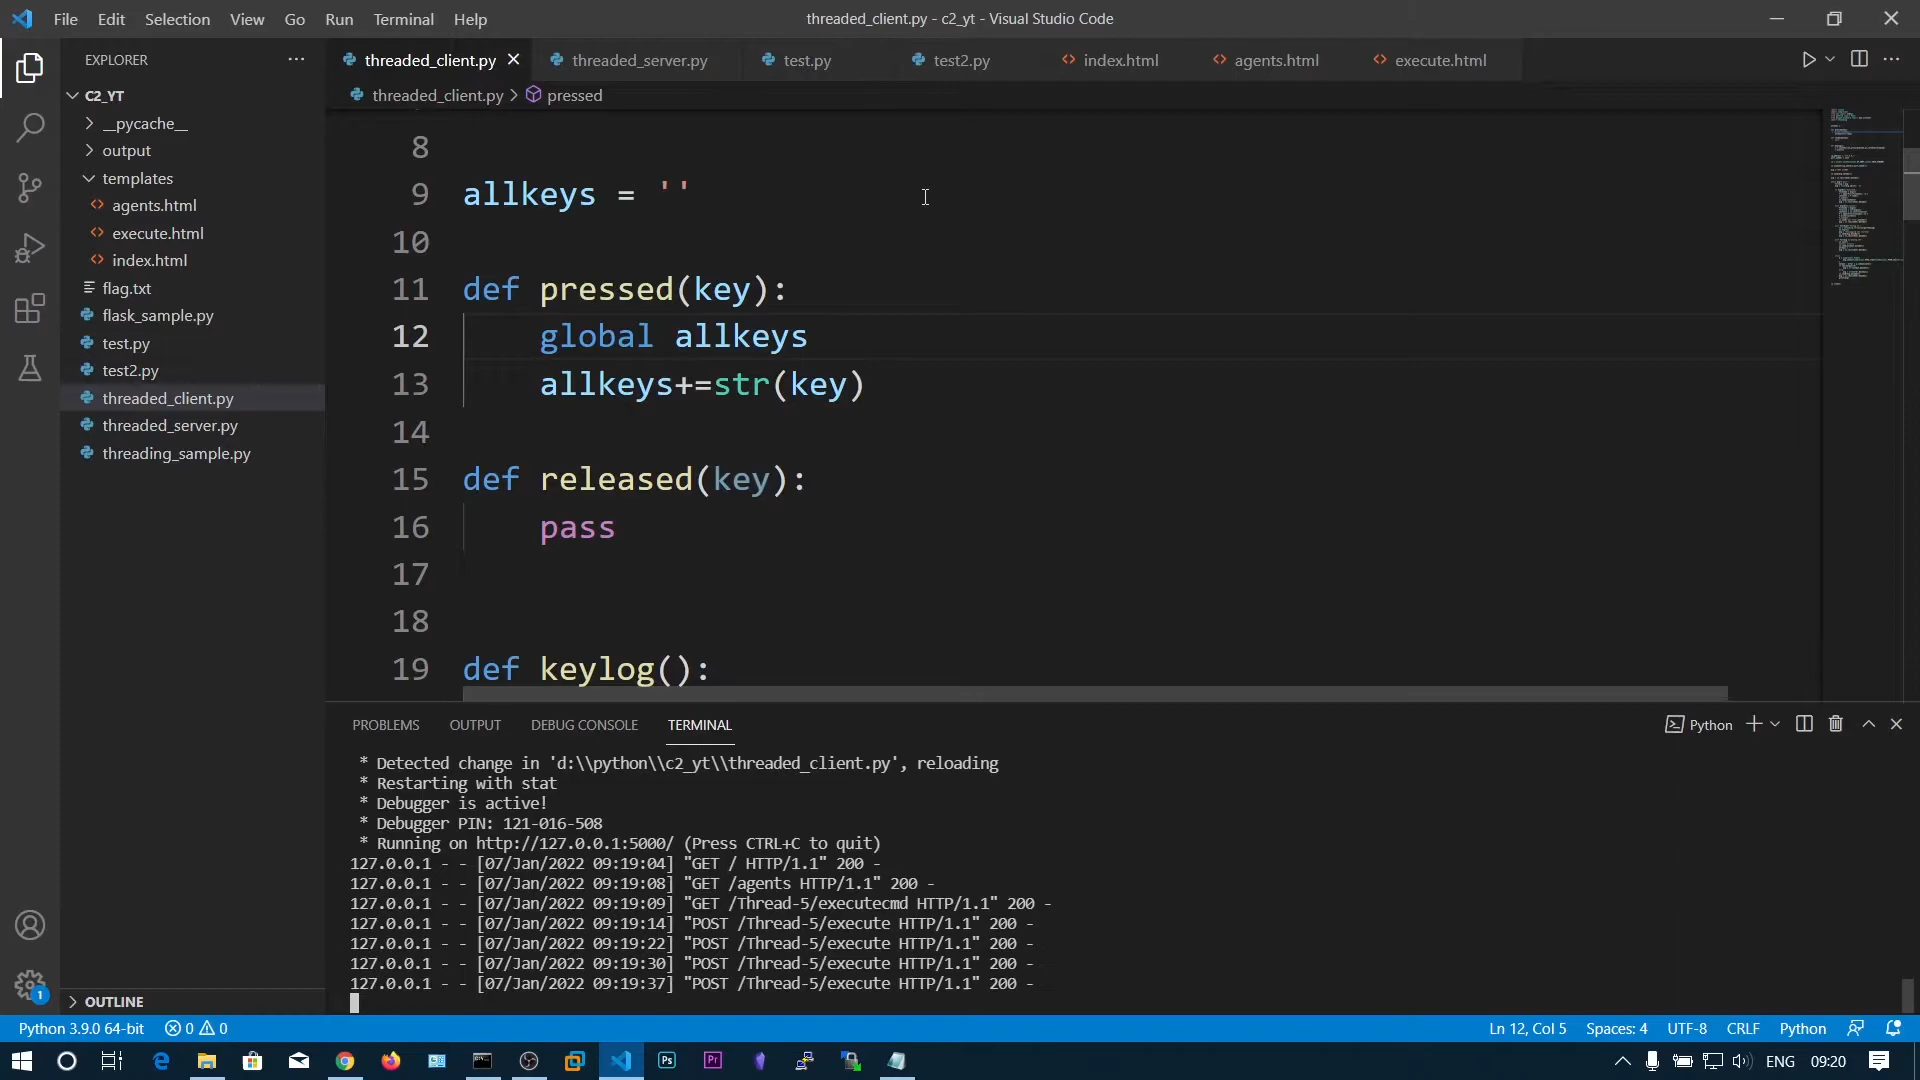 File Edit Selection View Go Run Terminal Help
threaded_client.py - c2_yt - Visual Studio Code
EXPLORER
C2_YT
__pycache__
output
templates
agents.html
execute.html
index.html
flag.txt
flask_sample.py
test.py
test2.py
threaded_client.py
threaded_server.py
threading_sample.py
OUTLINE
threaded_client.py threaded_server.py test.py test2.py index.html agents.html execute.html
threaded_client.py > pressed
8
9 allkeys = ''
10
11 def pressed(key):
12 global allkeys
13 allkeys+=str(key)
14
15 def released(key):
16 pass
17
18
19 def keylog():
PROBLEMS OUTPUT DEBUG CONSOLE TERMINAL
Python
* Detected change in 'd:\\python\\c2_yt\\threaded_client.py', reloading
* Restarting with stat
* Debugger is active!
* Debugger PIN: 121-016-508
* Running on http://127.0.0.1:5000/ (Press CTRL+C to quit)
127.0.0.1 - - [07/Jan/2022 09:19:04] "GET / HTTP/1.1" 200 -
127.0.0.1 - - [07/Jan/2022 09:19:08] "GET /agents HTTP/1.1" 200 -
127.0.0.1 - - [07/Jan/2022 09:19:09] "GET /Thread-5/executecmd HTTP/1.1" 200 -
127.0.0.1 - - [07/Jan/2022 09:19:14] "POST /Thread-5/execute HTTP/1.1" 200 -
127.0.0.1 - - [07/Jan/2022 09:19:22] "POST /Thread-5/execute HTTP/1.1" 200 -
127.0.0.1 - - [07/Jan/2022 09:19:30] "POST /Thread-5/execute HTTP/1.1" 200 -
127.0.0.1 - - [07/Jan/2022 09:19:37] "POST /Thread-5/execute HTTP/1.1" 200 -
1
Python 3.9.0 64-bit 0 0
Ln 12, Col 5 Spaces: 4 UTF-8 CRLF Python
Ps Pr
ENG 09:20